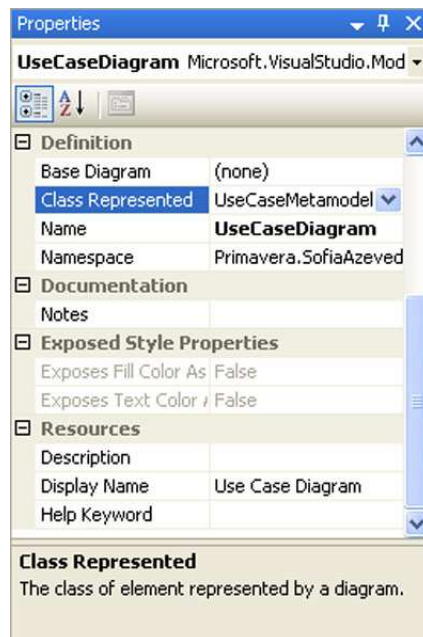 Properties
UseCaseDiagram Microsoft.VisualStudio.Mod
Definition
Base Diagram (none)
Class Represented UseCaseMetamodel
Name UseCaseDiagram
Namespace Primavera.SofiaAzeved
Documentation
Notes
Exposed Style Properties
Exposes Fill Color As False
Exposes Text Color False
Resources
Description
Display Name Use Case Diagram
Help Keyword
Class Represented
The class of element represented by a diagram.